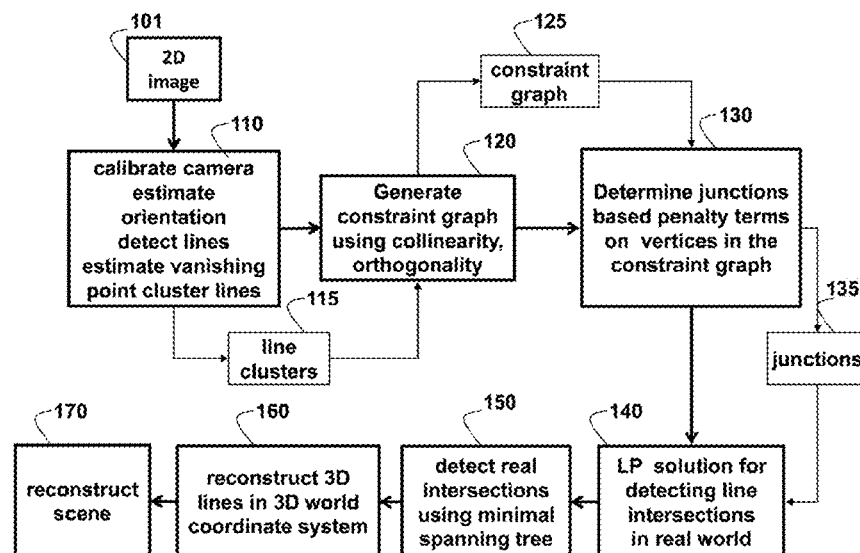 101
2D
image
110
calibrate camera
estimate
orientation
detect lines
estimate vanishing
point cluster lines
115
line
clusters
120
Generate
constraint graph
using collinearity,
orthogonality
125
constraint
graph
130
Determine junctions
based penalty terms
on vertices in the
constraint graph
135
junctions
140
LP solution for
detecting line
intersections
in real world
150
detect real
intersections
using minimal
spanning tree
160
reconstruct 3D
lines in 3D world
coordinate system
170
reconstruct
scene